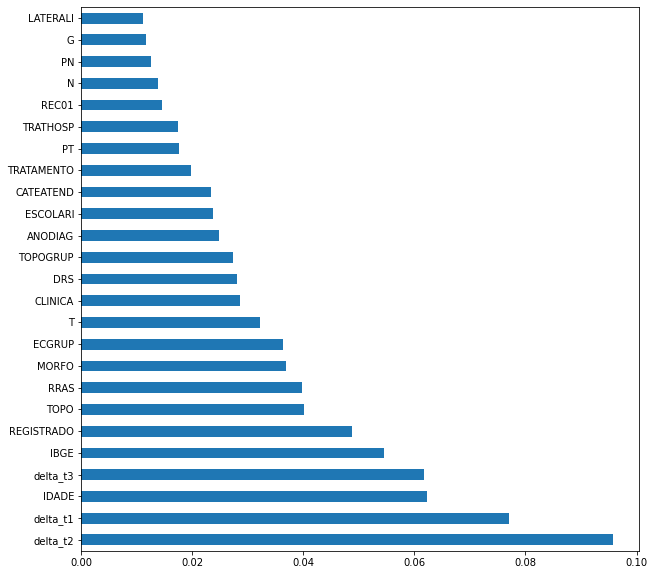 LATERALI
G
PN
N
REC01
TRATHOSP
PT
TRATAMENTO
CATEATEND
ESCOLARI
ANODIAG
TOPOGRUP
DRS
CLINICA
T
ECGRUP
MORFO
RRAS
TOPO
REGISTRADO
IBGE
delta_t3
IDADE
delta_t1
delta_t2
0.00 0.02 0.04 0.06 0.08 0.10